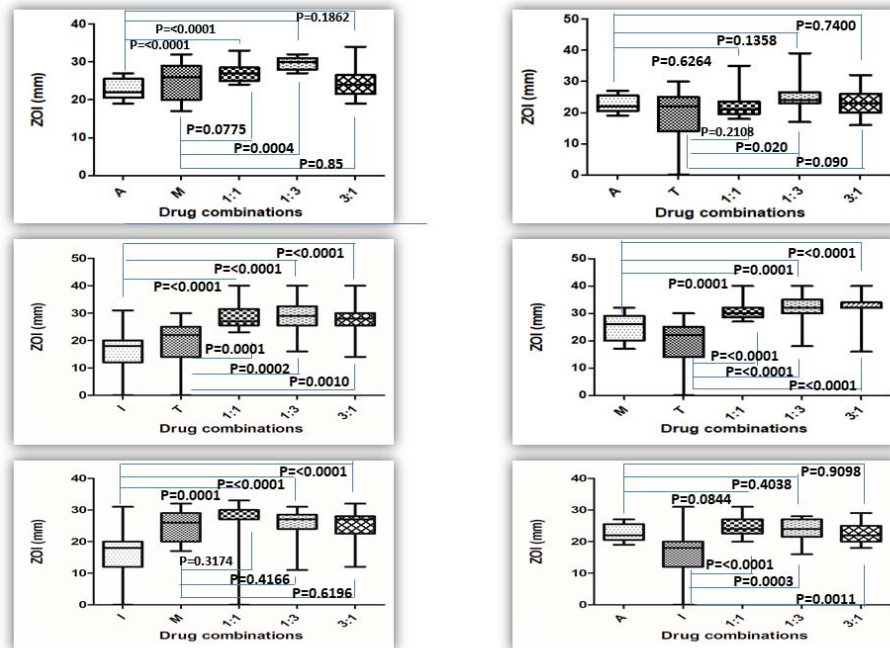 40
30
20
10
0
ZOI (mm)
P=0.1862
P=<0.0001
P=<0.0001
P=0.0775
P=0.0004
P=0.85
A M 1:1 1:3 3:1
Drug combinations
50
40
30
20
10
0
ZOI (mm)
P=0.7400
P=0.1358
P=0.6264
P=0.2108
P=0.020
P=0.090
A T 1:1 1:3 3:1
Drug combinations
50
40
30
20
10
0
ZOI (mm)
P=<0.0001
P=<0.0001
P=<0.0001
P=0.0001
P=0.0002
P=0.0010
I T 1:1 1:3 3:1
Drug combinations
50
40
30
20
10
0
ZOI (mm)
P=<0.0001
P=0.0001
P=0.0001
P=<0.0001
P=<0.0001
P=<0.0001
M T 1:1 1:3 3:1
Drug combinations
40
30
20
10
0
ZOI (mm)
P=<0.0001
P=<0.0001
P=0.0001
P=0.3174
P=0.4166
P=0.6196
I M 1:1 1:3 3:1
Drug combinations
40
30
20
10
0
ZOI (mm)
P=0.9098
P=0.4038
P=0.0844
P=<0.0001
P=0.0003
P=0.0011
A I 1:1 1:3 3:1
Drug combinations